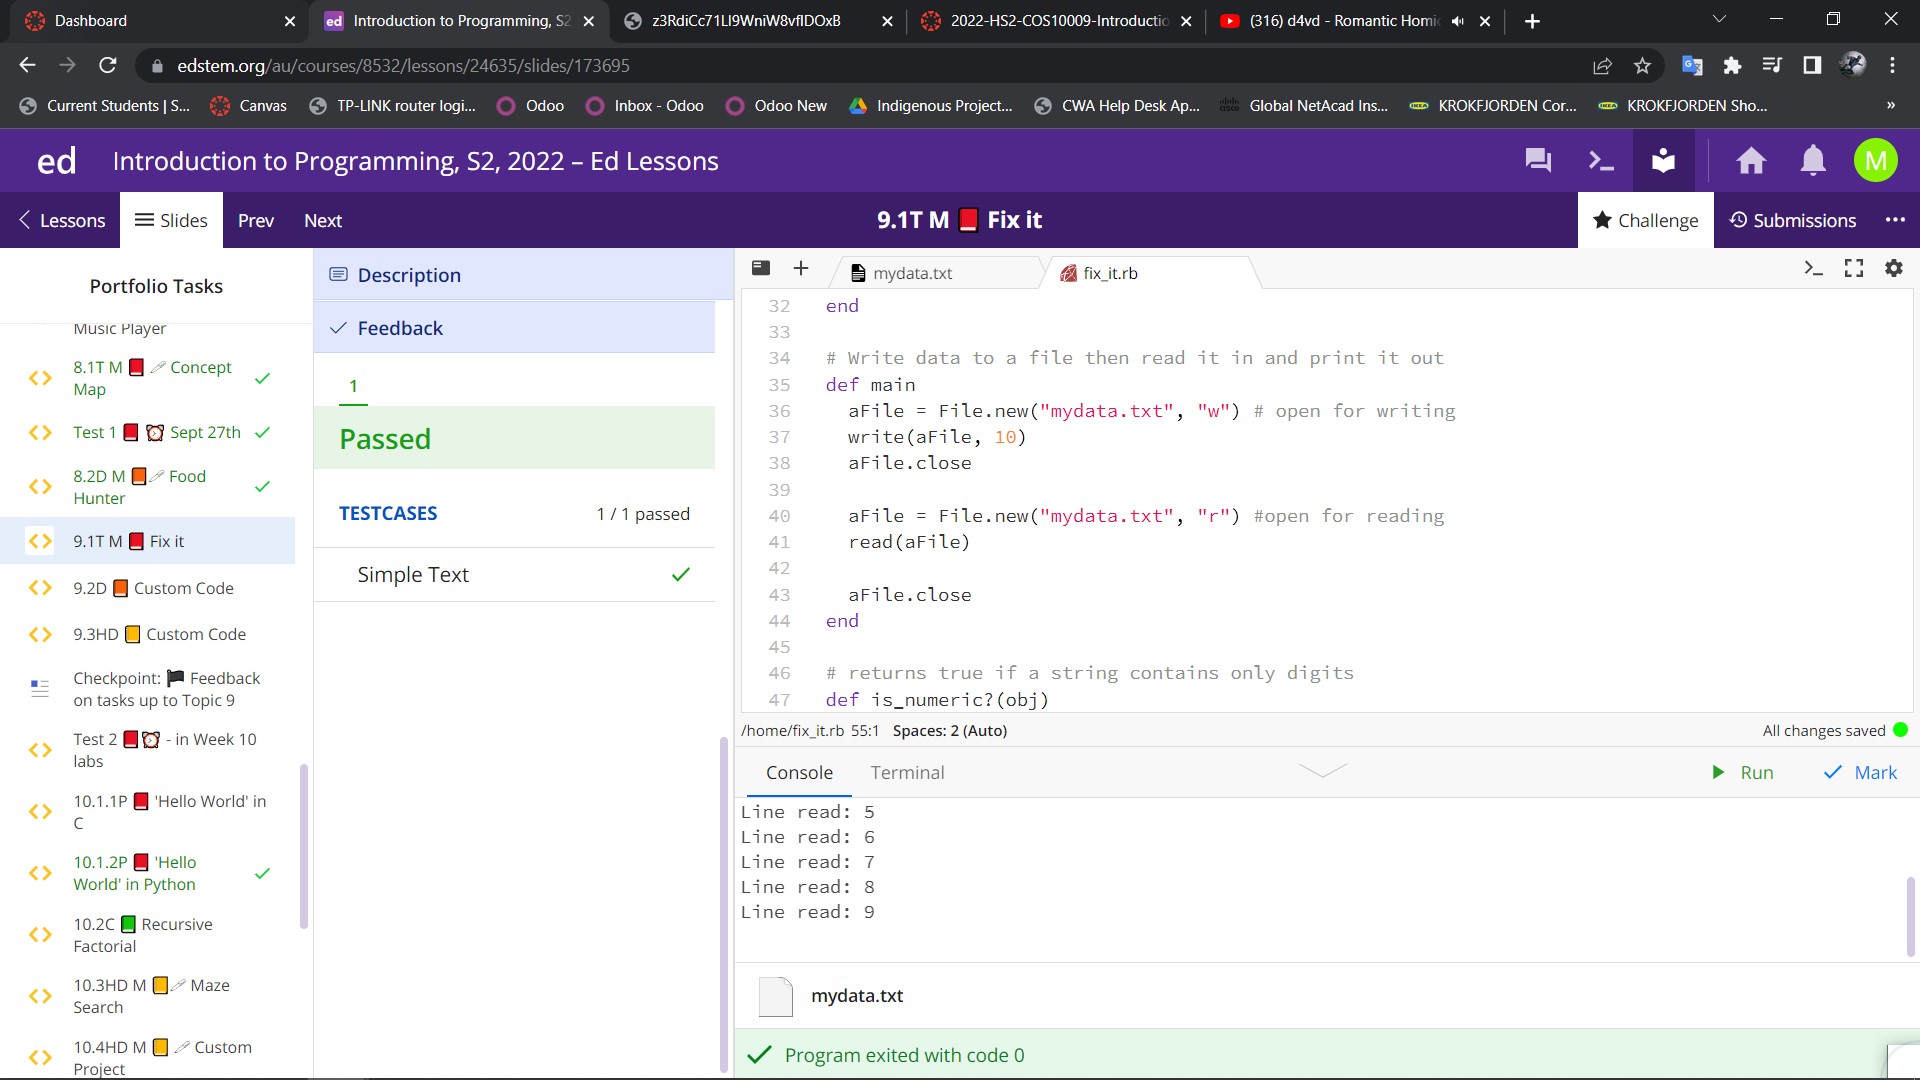 Dashboard
Introduction to Programming, S2
z3RdiCc71LI9WniW8vflDOxB
2022-HS2-COS10009-Introductio
(316) d4vd - Romantic Homi
edstem.org/au/courses/8532/lessons/24635/slides/173695
Current Students | S...
Canvas
TP-LINK router logi...
Odoo
Inbox - Odoo
Odoo New
Indigenous Project...
CWA Help Desk Ap...
Global NetAcad Ins...
KROKFJORDEN Cor...
KROKFJORDEN Sho...
»
ed Introduction to Programming, S2, 2022 – Ed Lessons
M
Lessons
Slides
Prev
Next
9.1T M 📕 Fix it
Challenge
Submissions
Portfolio Tasks
Music Player
8.1T M 📕 Concept
Map
Test 1 📕 ⏰ Sept 27th
8.2D M 📙 Food
Hunter
9.1T M 📕 Fix it
9.2D 📙 Custom Code
9.3HD 📒 Custom Code
Checkpoint: 🏴 Feedback
on tasks up to Topic 9
Test 2 📕⏰ - in Week 10
labs
10.1.1P 📕 'Hello World' in
C
10.1.2P 📕 'Hello
World' in Python
10.2C 📗 Recursive
Factorial
10.3HD M 📒 Maze
Search
10.4HD M 📒 Custom
Project
Description
Feedback
1
Passed
TESTCASES 1 / 1 passed
Simple Text
mydata.txt
fix_it.rb
32 end
33
34 # Write data to a file then read it in and print it out
35 def main
36 aFile = File.new("mydata.txt", "w") # open for writing
37 write(aFile, 10)
38 aFile.close
39
40 aFile = File.new("mydata.txt", "r") #open for reading
41 read(aFile)
42
43 aFile.close
44 end
45
46 # returns true if a string contains only digits
47 def is_numeric?(obj)
/home/fix_it.rb 55:1 Spaces: 2 (Auto)
All changes saved
Console
Terminal
Run
Mark
Line read: 5
Line read: 6
Line read: 7
Line read: 8
Line read: 9
mydata.txt
Program exited with code 0